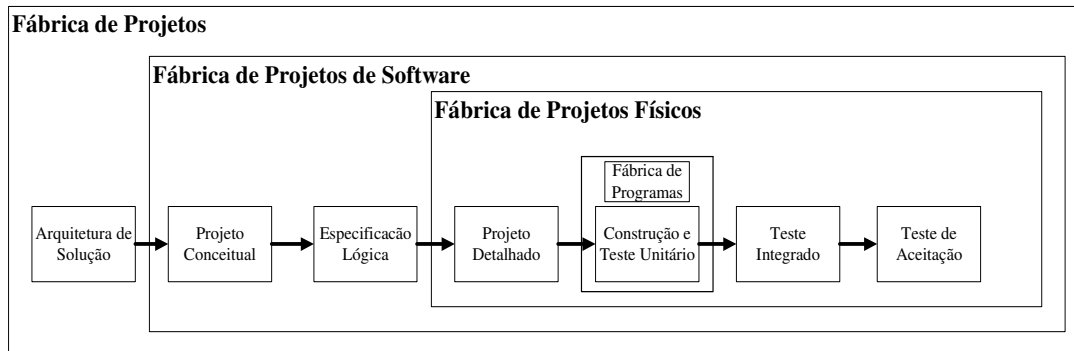 Fábrica de Projetos
Fábrica de Projetos de Software
Fábrica de Projetos Físicos
Fábrica de
Programas
Arquitetura de
Solução
Projeto
Conceitual
Especificacão
Lógica
Projeto
Detalhado
Construção e
Teste Unitário
Teste
Integrado
Teste de
Aceitação